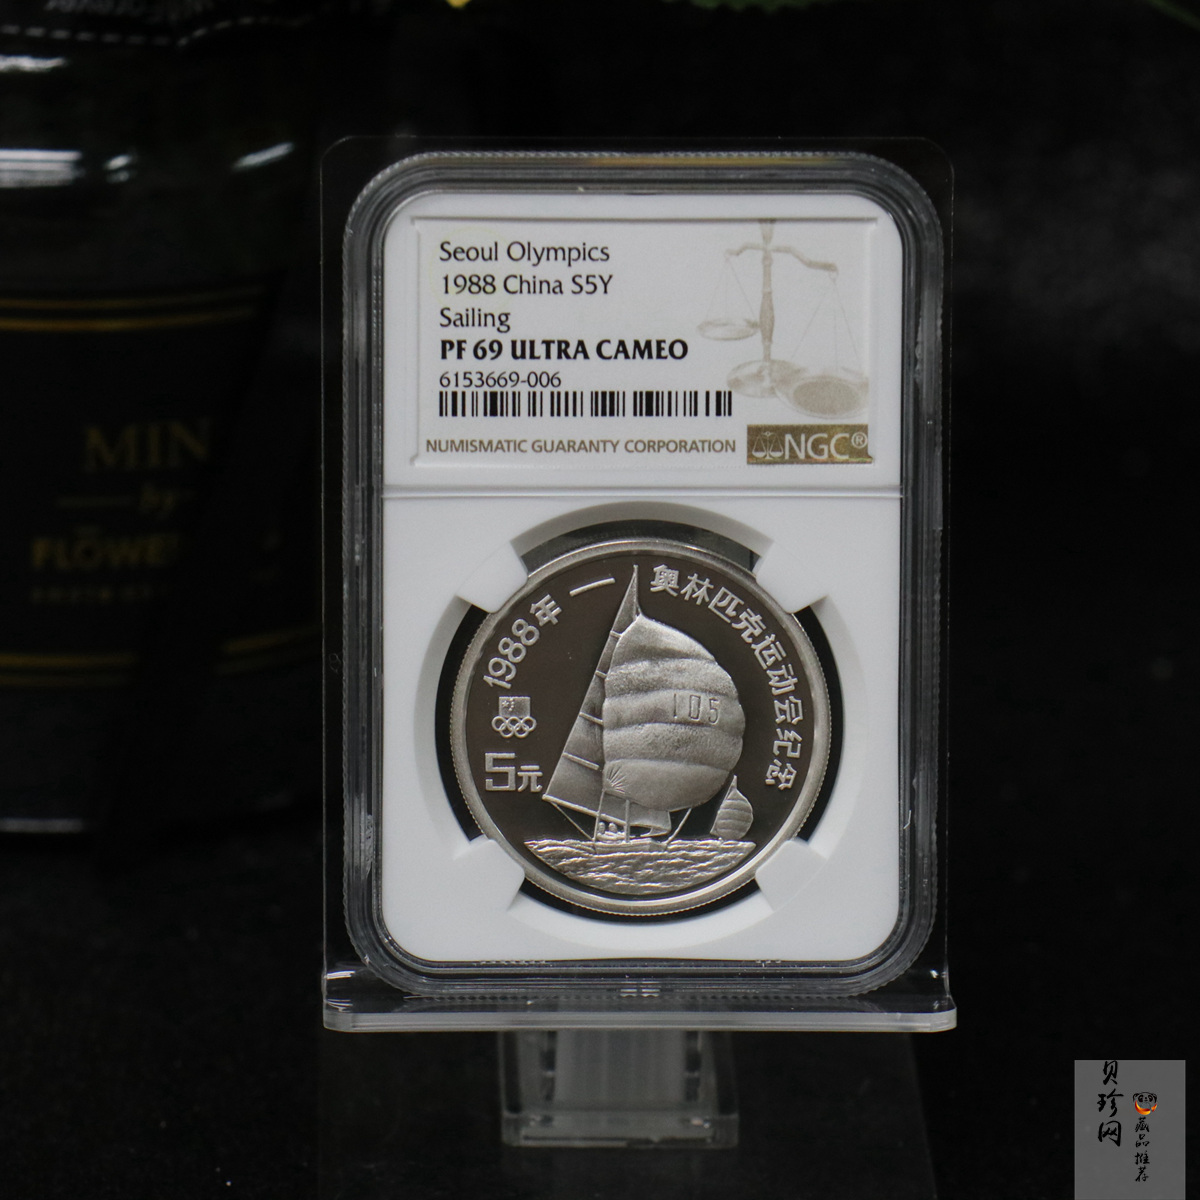 Seoul Olympics
1988 China S5Y
Sailing
PF 69 ULTRA CAMEO
6153669-006
NUMISMATIC GUARANTY CORPORATION
NGC®
1988年—奥林匹克运动会纪念
105
5元
MIN
by
FLOWE
贝珍网
藏品推荐